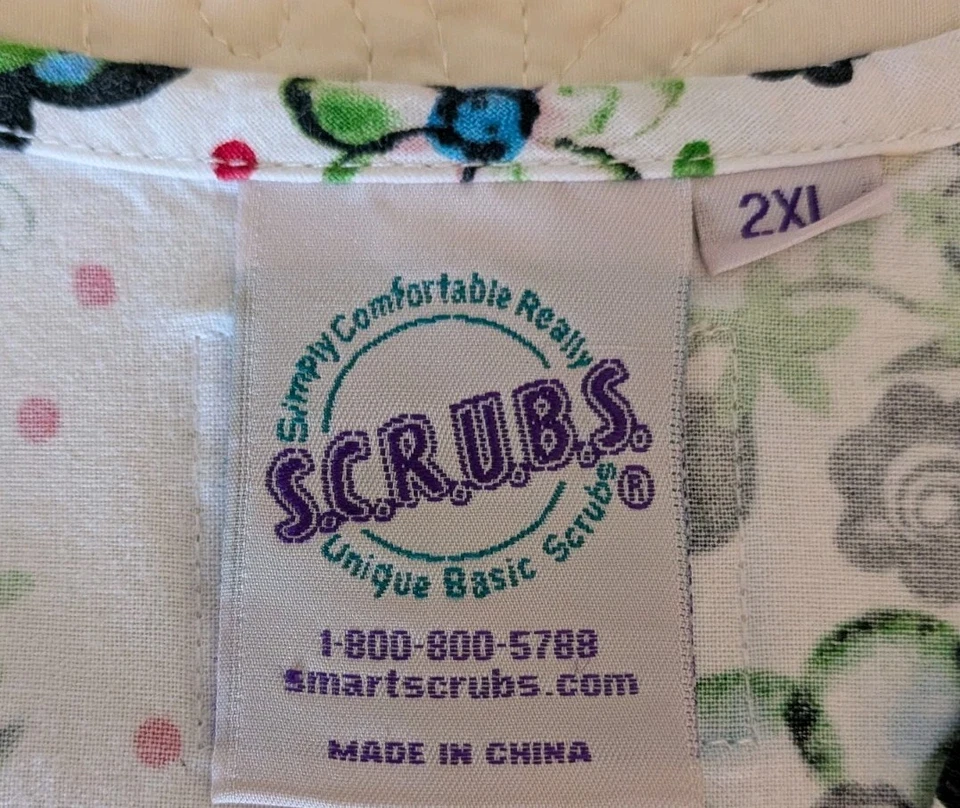 2XL
Simply Comfortable Really
S.C.R.U.B.S.®
Unique Basic Scrubs
1-800-800-5788
smartscrubs.com
MADE IN CHINA